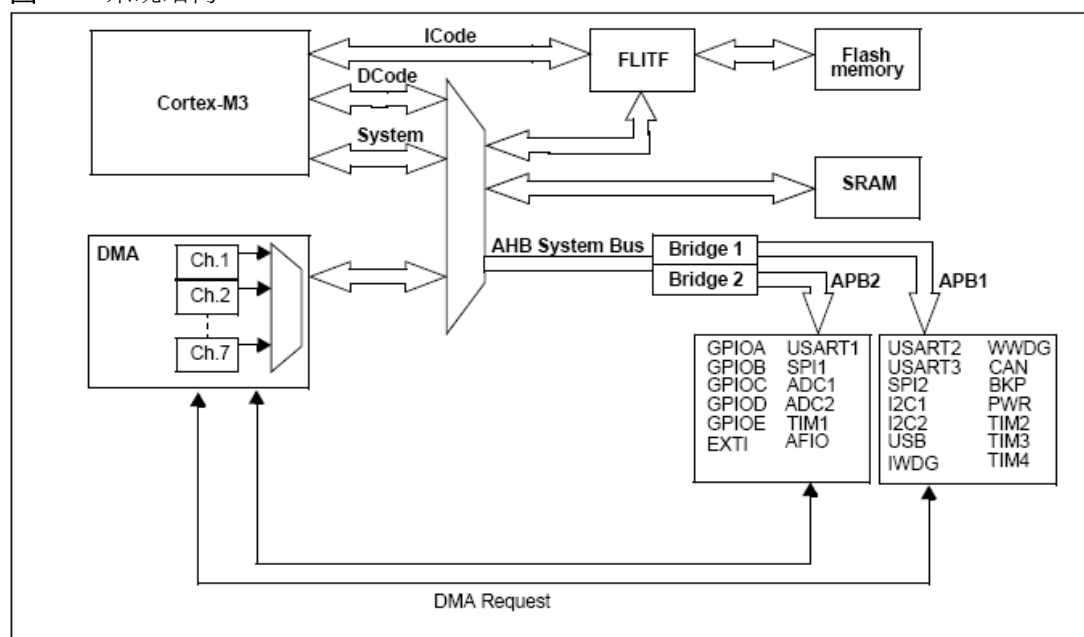 ICode
FLITF
Flash
memory
DCode
Cortex-M3
System
SRAM
DMA
Ch.1
Ch.2
Ch.7
AHB System Bus
Bridge 1
Bridge 2
APB2
APB1
GPIOA USART1
GPIOB SPI1
GPIOC ADC1
GPIOD ADC2
GPIOE TIM1
EXTI AFIO
USART2 WWDG
USART3 CAN
SPI2 BKP
I2C1 PWR
I2C2 TIM2
USB TIM3
IWDG TIM4
DMA Request